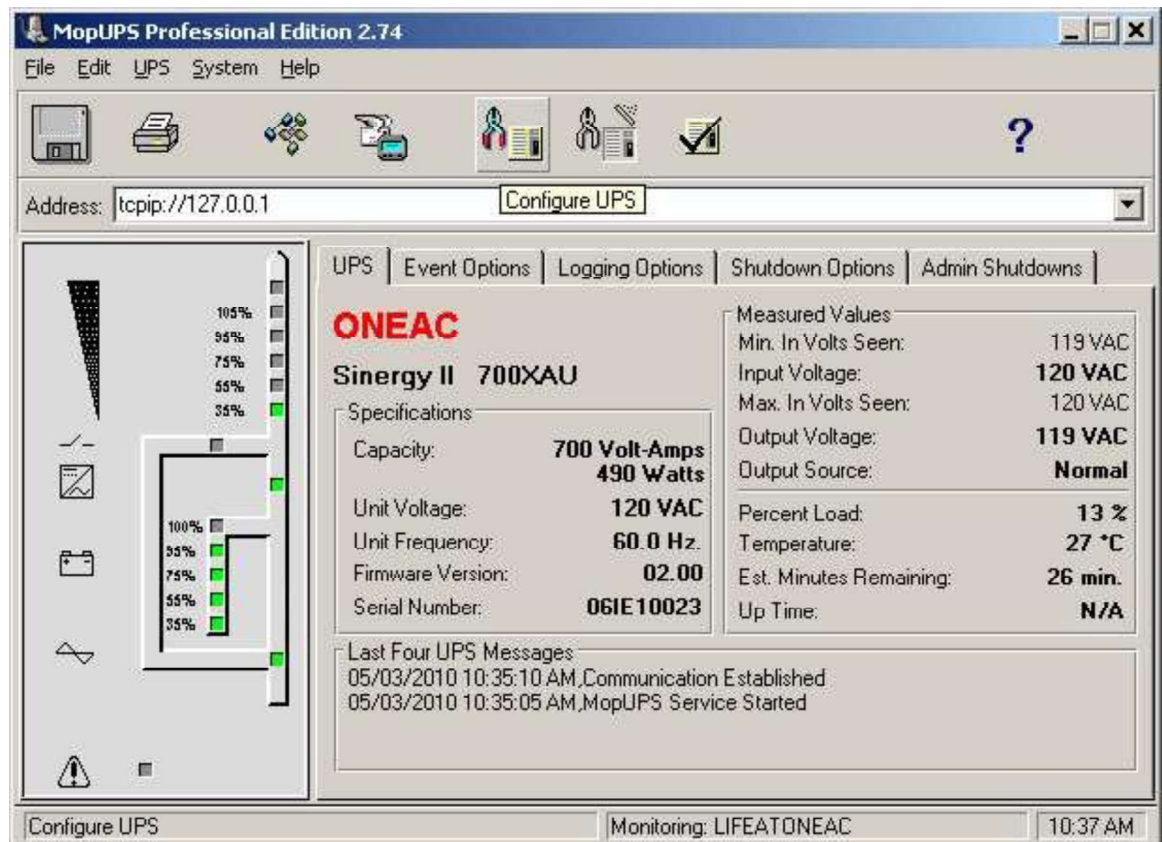 MopUPS Professional Edition 2.74
File Edit UPS System Help
Address: tcpip://127.0.0.1
Configure UPS
105%
95%
75%
55%
35%
100%
95%
75%
55%
35%
UPS Event Options Logging Options Shutdown Options Admin Shutdowns
ONEAC
Sinergy II 700XAU
Specifications
Capacity: 700 Volt-Amps
490 Watts
Unit Voltage: 120 VAC
Unit Frequency: 60.0 Hz.
Firmware Version: 02.00
Serial Number: 06IE10023
Measured Values
Min. In Volts Seen: 119 VAC
Input Voltage: 120 VAC
Max. In Volts Seen: 120 VAC
Output Voltage: 119 VAC
Output Source: Normal
Percent Load: 13 %
Temperature: 27 °C
Est. Minutes Remaining: 26 min.
Up Time: N/A
Last Four UPS Messages
05/03/2010 10:35:10 AM,Communication Established
05/03/2010 10:35:05 AM,MopUPS Service Started
Configure UPS Monitoring: LIFEATONEAC 10:37 AM